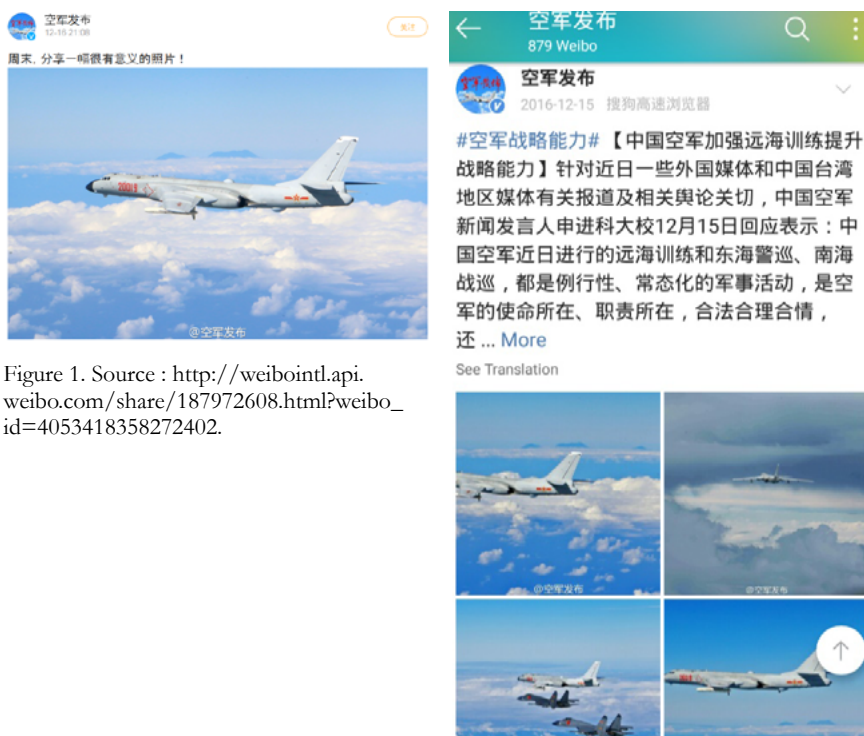 空军发布
12-16 21:08
关注
周末，分享一幅很有意义的照片！
@空军发布
Figure 1. Source : http://weibointl.api.
weibo.com/share/187972608.html?weibo_
id=4053418358272402.
空军发布
879 Weibo
空军发布
2016-12-15 搜狗高速浏览器
#空军战略能力# 【中国空军加强远海训练提升
战略能力】针对近日一些外国媒体和中国台湾
地区媒体有关报道及相关舆论关切，中国空军
新闻发言人申进科大校12月15日回应表示：中
国空军近日进行的远海训练和东海警巡、南海
战巡，都是例行性、常态化的军事活动，是空
军的使命所在、职责所在，合法合理合情，
还 ... More
See Translation
@空军发布
@空军发布